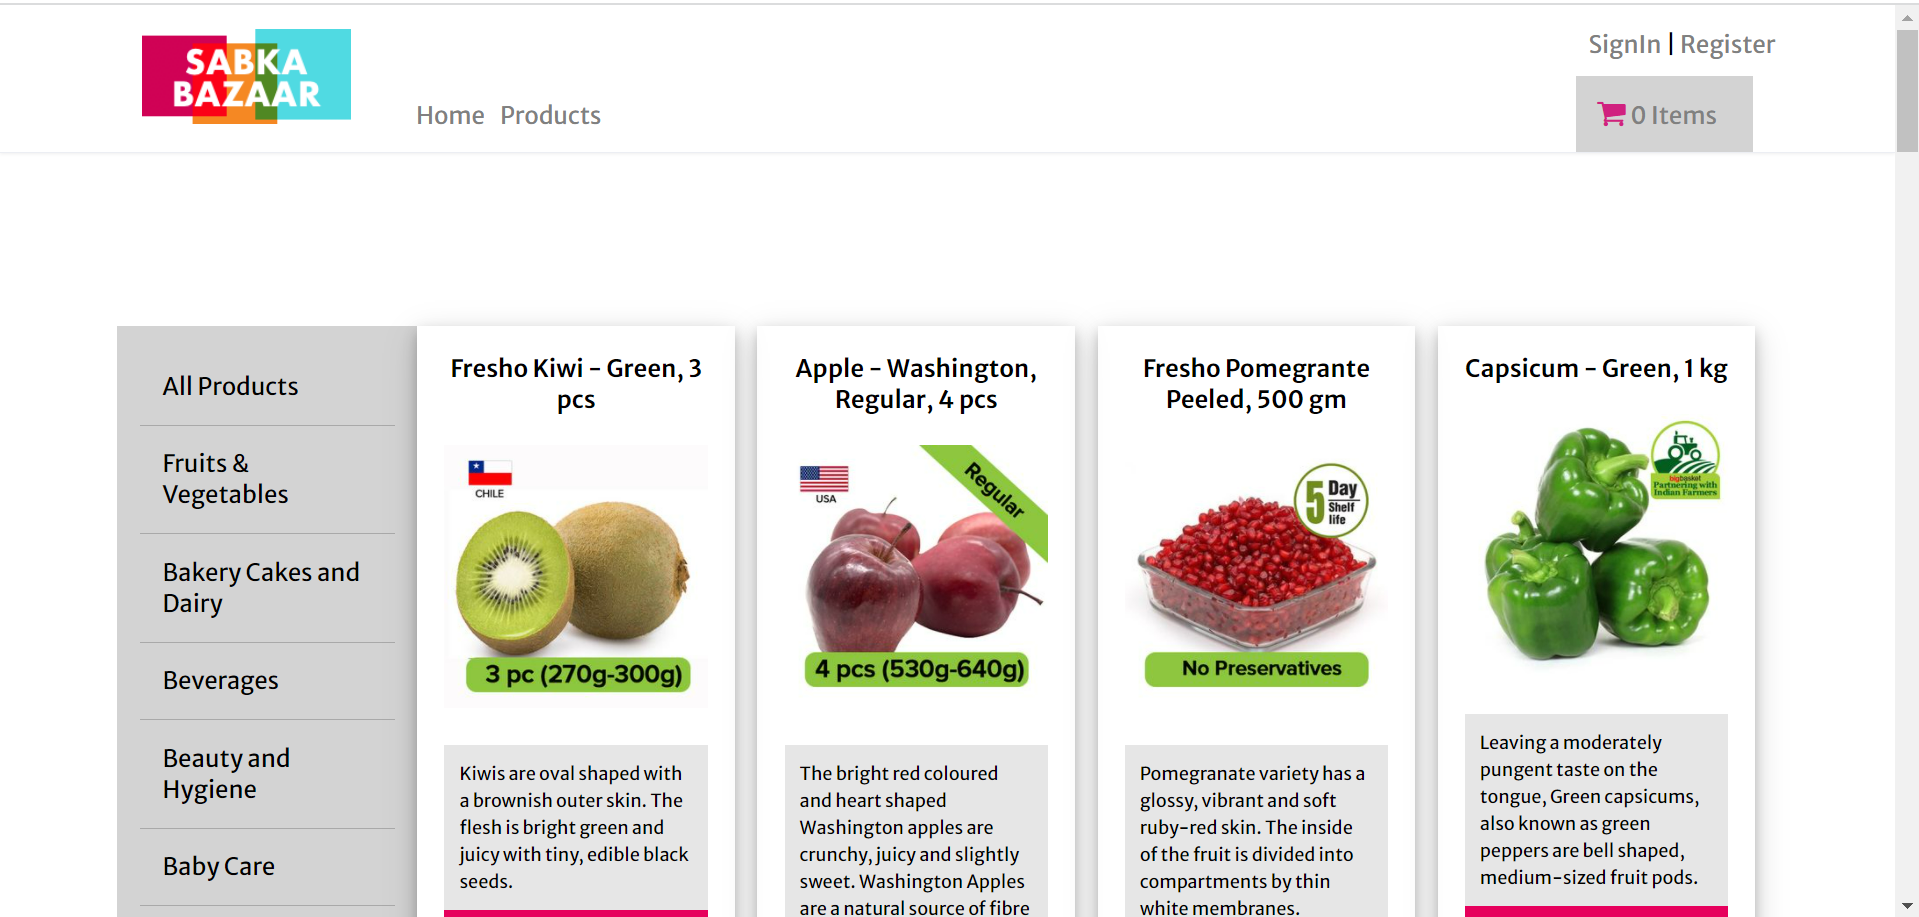 SABKA
BAZAAR
Home Products
SignIn | Register
0 Items
All Products
Fruits &
Vegetables
Bakery Cakes and
Dairy
Beverages
Beauty and
Hygiene
Baby Care
Fresho Kiwi - Green, 3
pcs
CHILE
3 pc (270g-300g)
Kiwis are oval shaped with
a brownish outer skin. The
flesh is bright green and
juicy with tiny, edible black
seeds.
Apple - Washington,
Regular, 4 pcs
USA
Regular
4 pcs (530g-640g)
The bright red coloured
and heart shaped
Washington apples are
crunchy, juicy and slightly
sweet. Washington Apples
are a natural source of fibre
Fresho Pomegrante
Peeled, 500 gm
5 Day
Shelf
life
No Preservatives
Pomegranate variety has a
glossy, vibrant and soft
ruby-red skin. The inside
of the fruit is divided into
compartments by thin
white membranes.
Capsicum - Green, 1 kg
bigbasket
Partnering with
Indian Farmers
Leaving a moderately
pungent taste on the
tongue, Green capsicums,
also known as green
peppers are bell shaped,
medium-sized fruit pods.